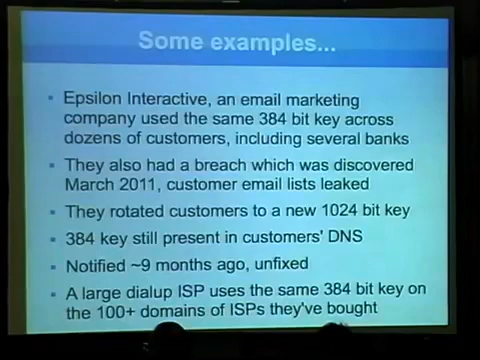 Some examples...
Epsilon Interactive, an email marketing
company used the same 384 bit key across
dozens of customers, including several banks
They also had a breach which was discovered
March 2011, customer email lists leaked
They rotated customers to a new 1024 bit key
384 key still present in customers' DNS
Notified ~9 months ago, unfixed
A large dialup ISP uses the same 384 bit key on
the 100+ domains of ISPs they've bought